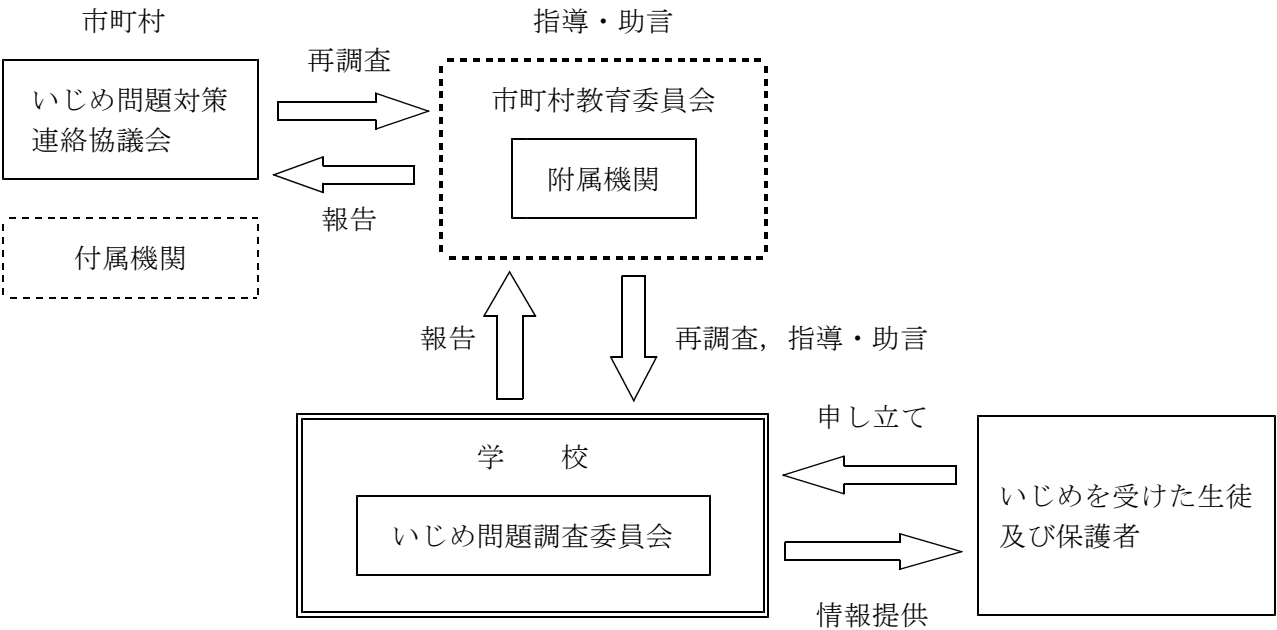 市町村
指導・助言
再調査
いじめ問題対策
連絡協議会
市町村教育委員会
附属機関
報告
付属機関
報告
再調査，指導・助言
申し立て
学　　校
いじめ問題調査委員会
いじめを受けた生徒
及び保護者
情報提供